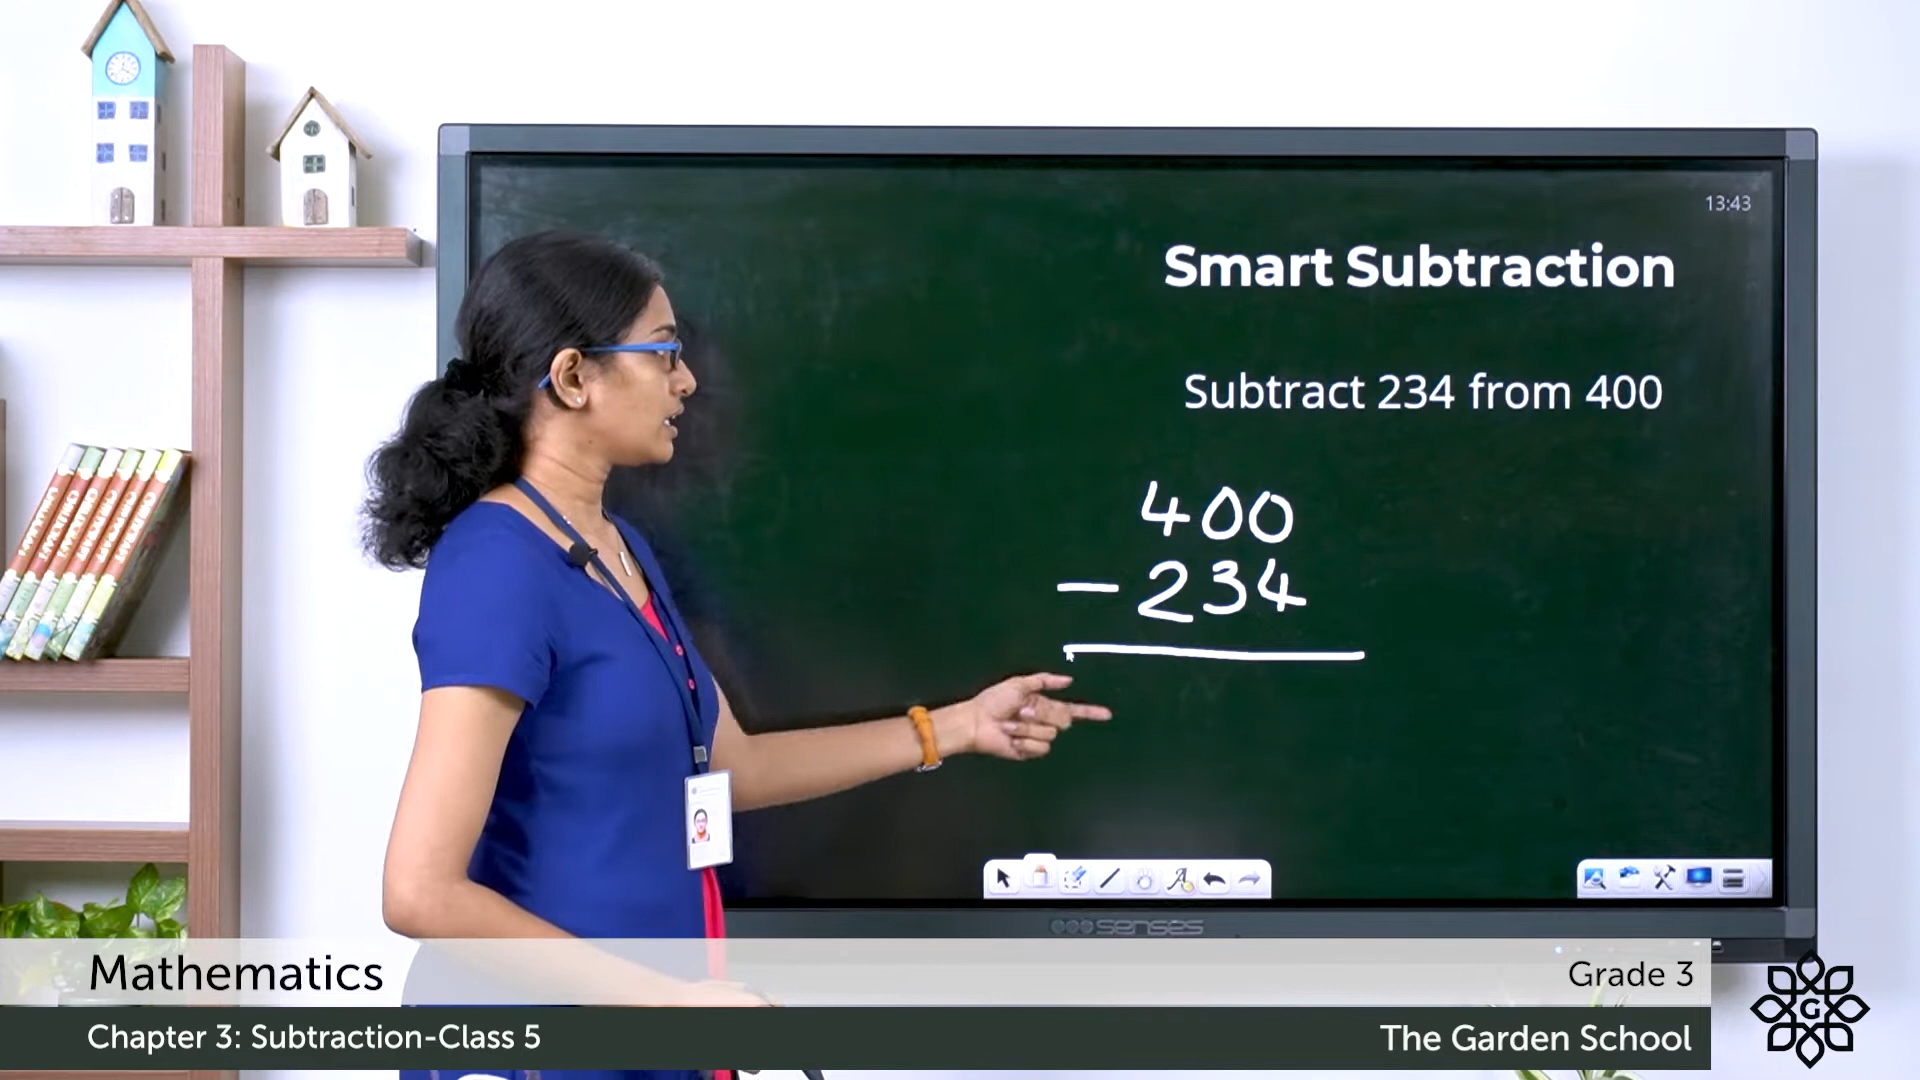 13:43
Smart Subtraction
Subtract 234 from 400
400
- 234
senses
Mathematics
Grade 3
Chapter 3: Subtraction-Class 5
The Garden School
G